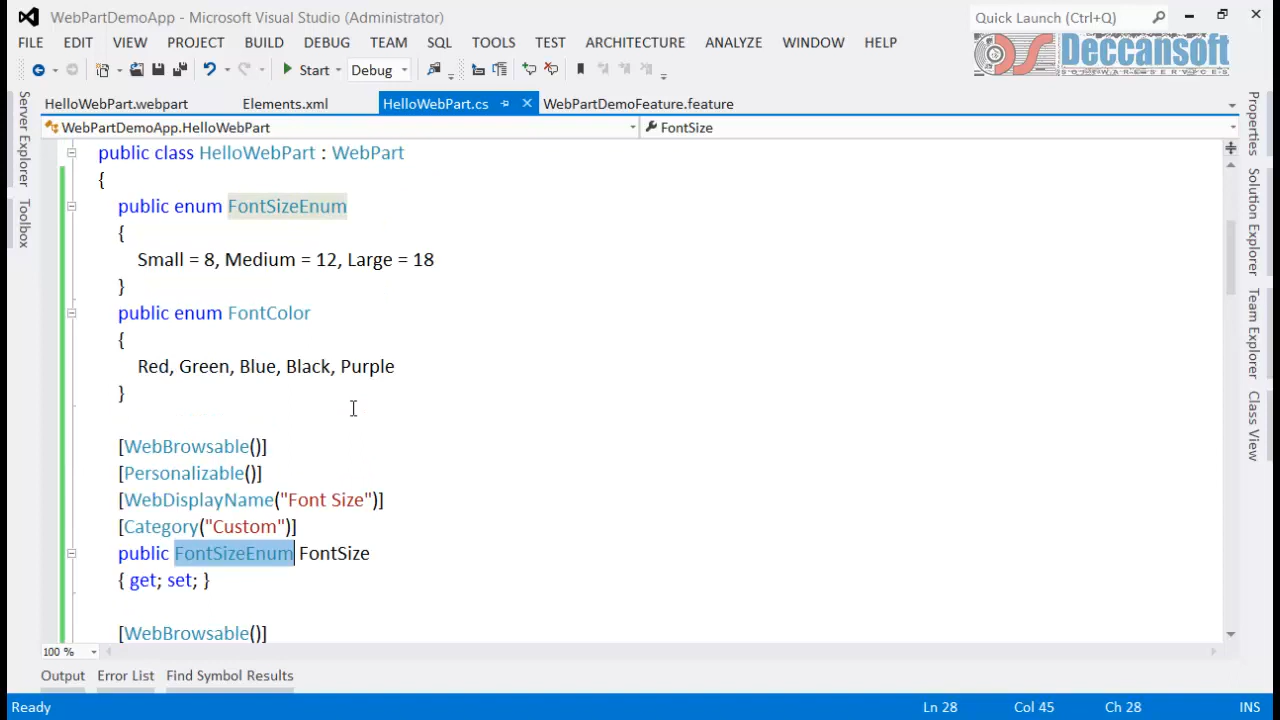 WebPartDemoApp - Microsoft Visual Studio (Administrator)
Quick Launch (Ctrl+Q)
FILE EDIT VIEW PROJECT BUILD DEBUG TEAM SQL TOOLS TEST ARCHITECTURE ANALYZE WINDOW HELP
Start Debug
Deccansoft
SOFTWARE SERVICES
HelloWebPart.webpart Elements.xml HelloWebPart.cs WebPartDemoFeature.feature
WebPartDemoApp.HelloWebPart FontSize
public class HelloWebPart : WebPart
{
public enum FontSizeEnum
{
Small = 8, Medium = 12, Large = 18
}
public enum FontColor
{
Red, Green, Blue, Black, Purple
}
[WebBrowsable()]
[Personalizable()]
[WebDisplayName("Font Size")]
[Category("Custom")]
public FontSizeEnum FontSize
{ get; set; }
[WebBrowsable()]
Server Explorer
Toolbox
Properties
Solution Explorer
Team Explorer
Class View
100 %
Output Error List Find Symbol Results
Ready Ln 28 Col 45 Ch 28 INS